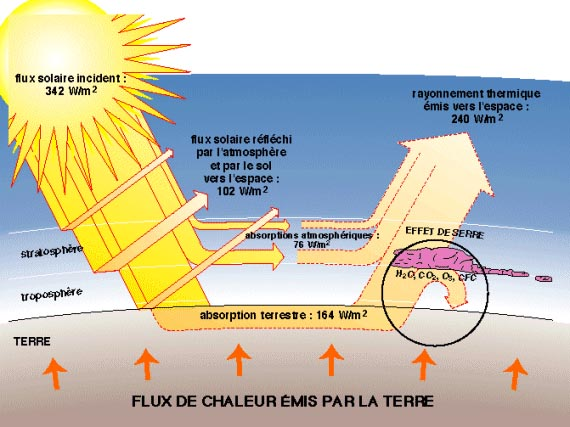 flux solaire incident :
342 W/m²
rayonnement thermique
émis vers l'espace :
240 W/m²
flux solaire réfléchi
par l'atmosphère
et par le sol
vers l'espace :
102 W/m²
EFFET DE SERRE
absorptions atmosphériques :
76 W/m²
stratosphère
H₂O, CO₂, O₃, CFC
troposphère
absorption terrestre : 164 W/m²
TERRE
FLUX DE CHALEUR ÉMIS PAR LA TERRE